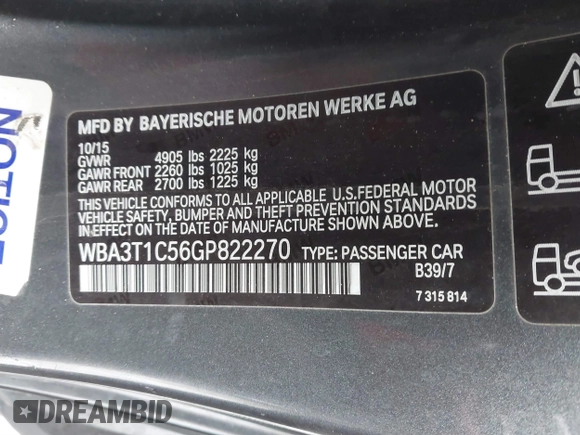 NOTICE
MFD BY BAYERISCHE MOTOREN WERKE AG
10/15
GVWR 4905 lbs 2225 kg
GAWR FRONT 2260 lbs 1025 kg
GAWR REAR 2700 lbs 1225 kg
THIS VEHICLE CONFORMS TO ALL APPLICABLE U.S.FEDERAL MOTOR
VEHICLE SAFETY, BUMPER AND THEFT PREVENTION STANDARDS
IN EFFECT ON THE DATE OF MANUFACTURE SHOWN ABOVE.
WBA3T1C56GP822270 TYPE: PASSENGER CAR
B39/7
7 315 814
DREAMBID